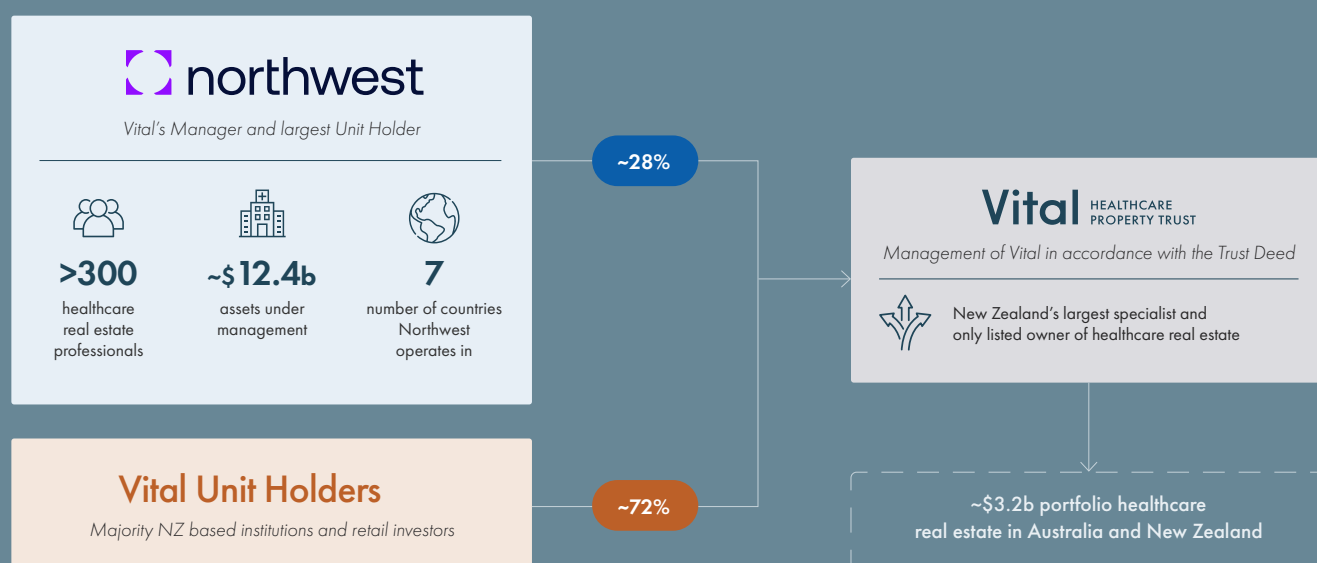 northwest
Vital's Manager and largest Unit Holder
>300
healthcare
real estate
professionals
~$12.4b
assets under
management
7
number of countries
Northwest
operates in
~28%
Vital HEALTHCARE
PROPERTY TRUST
Management of Vital in accordance with the Trust Deed
New Zealand's largest specialist and
only listed owner of healthcare real estate
Vital Unit Holders
Majority NZ based institutions and retail investors
~72%
~$3.2b portfolio healthcare
real estate in Australia and New Zealand